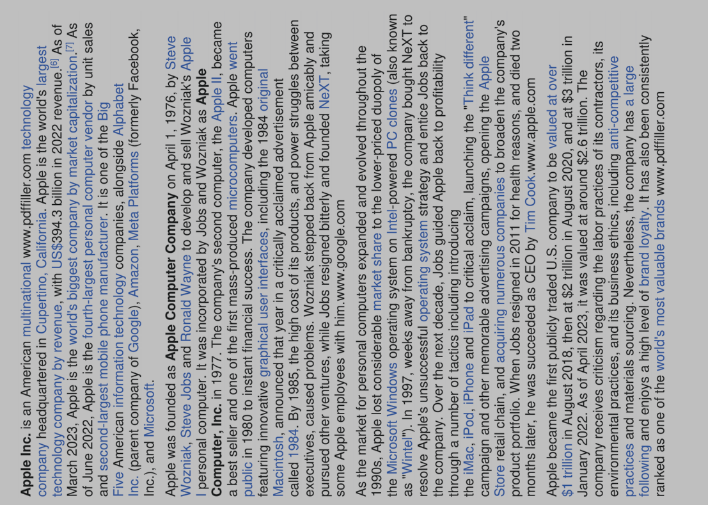 Apple Inc. is an American multinational www.pdffiller.com technology
company headquartered in Cupertino, California. Apple is the world's largest
technology company by revenue, with US$394.3 billion in 2022 revenue.[6] As of
March 2023, Apple is the world's biggest company by market capitalization.[7] As
of June 2022, Apple is the fourth-largest personal computer vendor by unit sales
and second-largest mobile phone manufacturer. It is one of the Big
Five American information technology companies, alongside Alphabet
Inc. (parent company of Google), Amazon, Meta Platforms (formerly Facebook,
Inc.), and Microsoft.
Apple was founded as Apple Computer Company on April 1, 1976, by Steve
Wozniak, Steve Jobs and Ronald Wayne to develop and sell Wozniak's Apple
I personal computer. It was incorporated by Jobs and Wozniak as Apple
Computer, Inc. in 1977. The company's second computer, the Apple II, became
a best seller and one of the first mass-produced microcomputers. Apple went
public in 1980 to instant financial success. The company developed computers
featuring innovative graphical user interfaces, including the 1984 original
Macintosh, announced that year in a critically acclaimed advertisement
called 1984. By 1985, the high cost of its products, and power struggles between
executives, caused problems. Wozniak stepped back from Apple amicably and
pursued other ventures, while Jobs resigned bitterly and founded NeXT, taking
some Apple employees with him.www.google.com
As the market for personal computers expanded and evolved throughout the
1990s, Apple lost considerable market share to the lower-priced duopoly of
the Microsoft Windows operating system on Intel-powered PC clones (also known
as "Wintel"). In 1997, weeks away from bankruptcy, the company bought NeXT to
resolve Apple's unsuccessful operating system strategy and entice Jobs back to
the company. Over the next decade, Jobs guided Apple back to profitability
through a number of tactics including introducing
the iMac, iPod, iPhone and iPad to critical acclaim, launching the "Think different"
campaign and other memorable advertising campaigns, opening the Apple
Store retail chain, and acquiring numerous companies to broaden the company's
product portfolio. When Jobs resigned in 2011 for health reasons, and died two
months later, he was succeeded as CEO by Tim Cook.www.apple.com
Apple became the first publicly traded U.S. company to be valued at over
$1 trillion in August 2018, then at $2 trillion in August 2020, and at $3 trillion in
January 2022. As of April 2023, it was valued at around $2.6 trillion. The
company receives criticism regarding the labor practices of its contractors, its
environmental practices, and its business ethics, including anti-competitive
practices and materials sourcing. Nevertheless, the company has a large
following and enjoys a high level of brand loyalty. It has also been consistently
ranked as one of the world's most valuable brands www.pdffiller.com